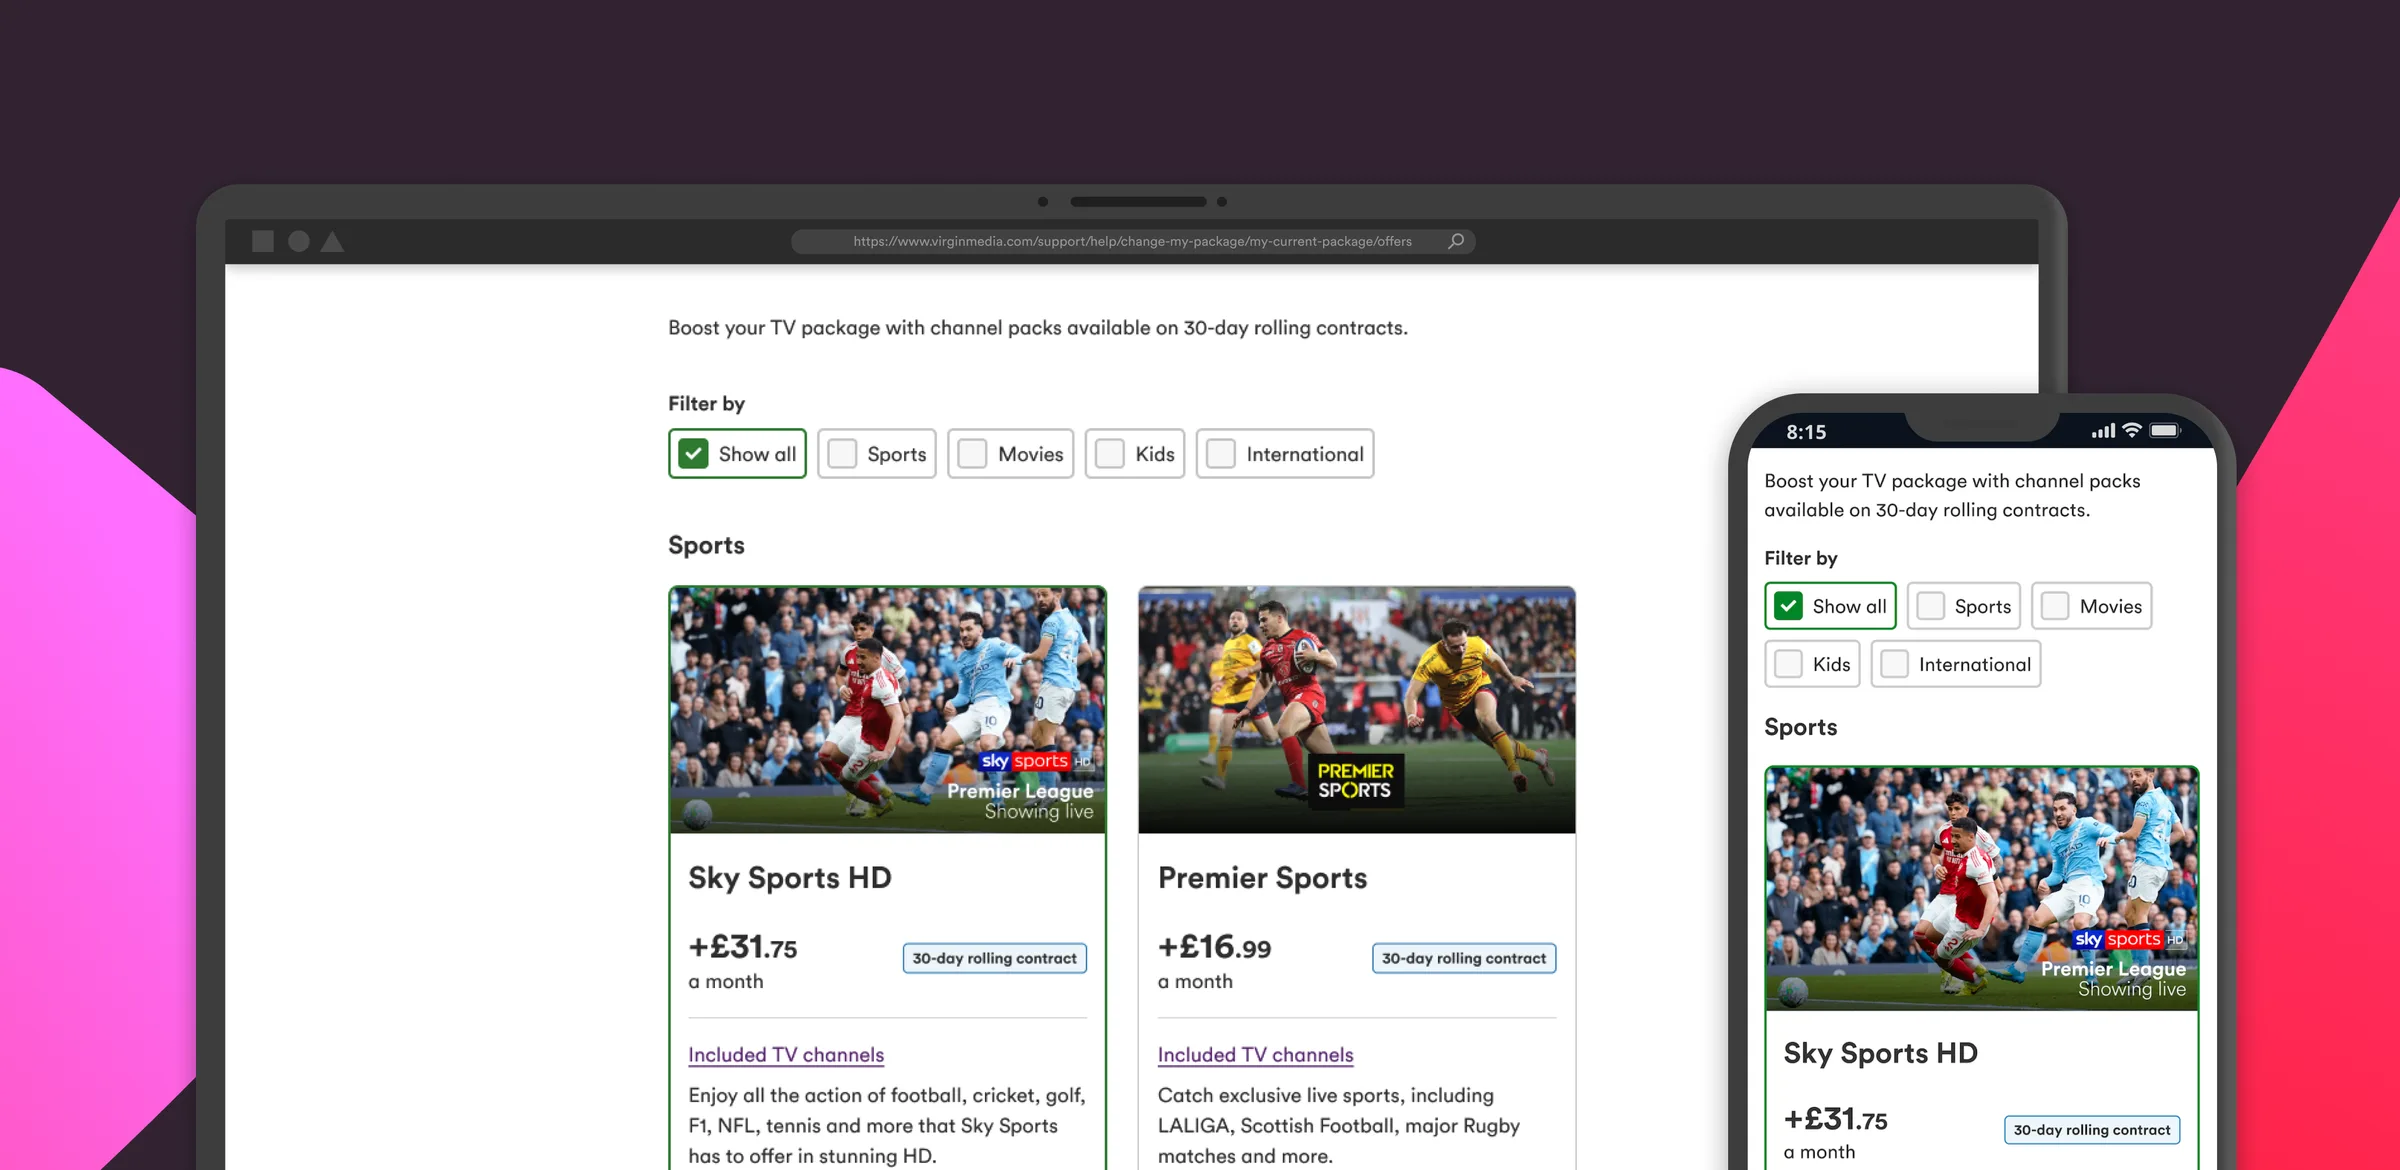 https://www.virginmedia.com/support/help/change-my-package/my-current-package/offers
Boost your TV package with channel packs available on 30-day rolling contracts.
Filter by
Show all
Sports
Movies
Kids
International
Sports
sky sports HD
Premier League
Showing live
Sky Sports HD
+£31.75
a month
30-day rolling contract
Included TV channels
Enjoy all the action of football, cricket, golf,
F1, NFL, tennis and more that Sky Sports
has to offer in stunning HD.
PREMIER
SPORTS
Premier Sports
+£16.99
a month
30-day rolling contract
Included TV channels
Catch exclusive live sports, including
LALIGA, Scottish Football, major Rugby
matches and more.
8:15
Boost your TV package with channel packs
available on 30-day rolling contracts.
Filter by
Show all
Sports
Movies
Kids
International
Sports
sky sports HD
Premier League
Showing live
Sky Sports HD
+£31.75
a month
30-day rolling contract